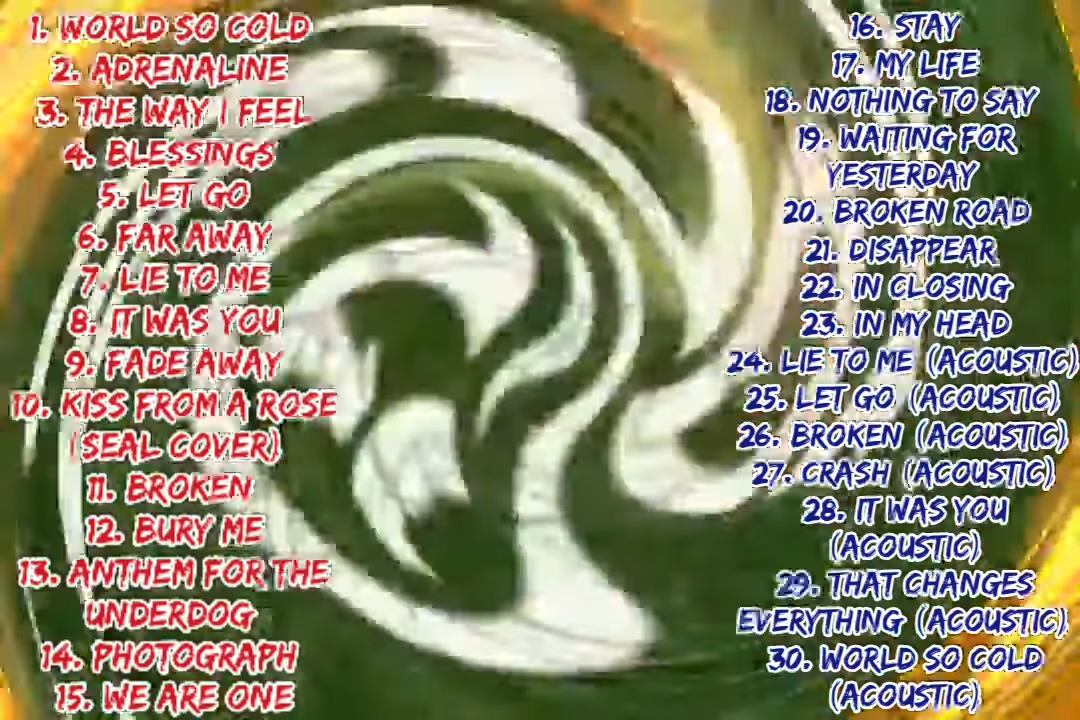 1. WORLD SO COLD
2. ADRENALINE
3. THE WAY I FEEL
4. BLESSINGS
5. LET GO
6. FAR AWAY
7. LIE TO ME
8. IT WAS YOU
9. FADE AWAY
10. KISS FROM A ROSE
(SEAL COVER)
11. BROKEN
12. BURY ME
13. ANTHEM FOR THE
UNDERDOG
14. PHOTOGRAPH
15. WE ARE ONE
16. STAY
17. MY LIFE
18. NOTHING TO SAY
19. WAITING FOR
YESTERDAY
20. BROKEN ROAD
21. DISAPPEAR
22. IN CLOSING
23. IN MY HEAD
24. LIE TO ME (ACOUSTIC)
25. LET GO (ACOUSTIC)
26. BROKEN (ACOUSTIC)
27. CRASH (ACOUSTIC)
28. IT WAS YOU
(ACOUSTIC)
29. THAT CHANGES
EVERYTHING (ACOUSTIC)
30. WORLD SO COLD
(ACOUSTIC)